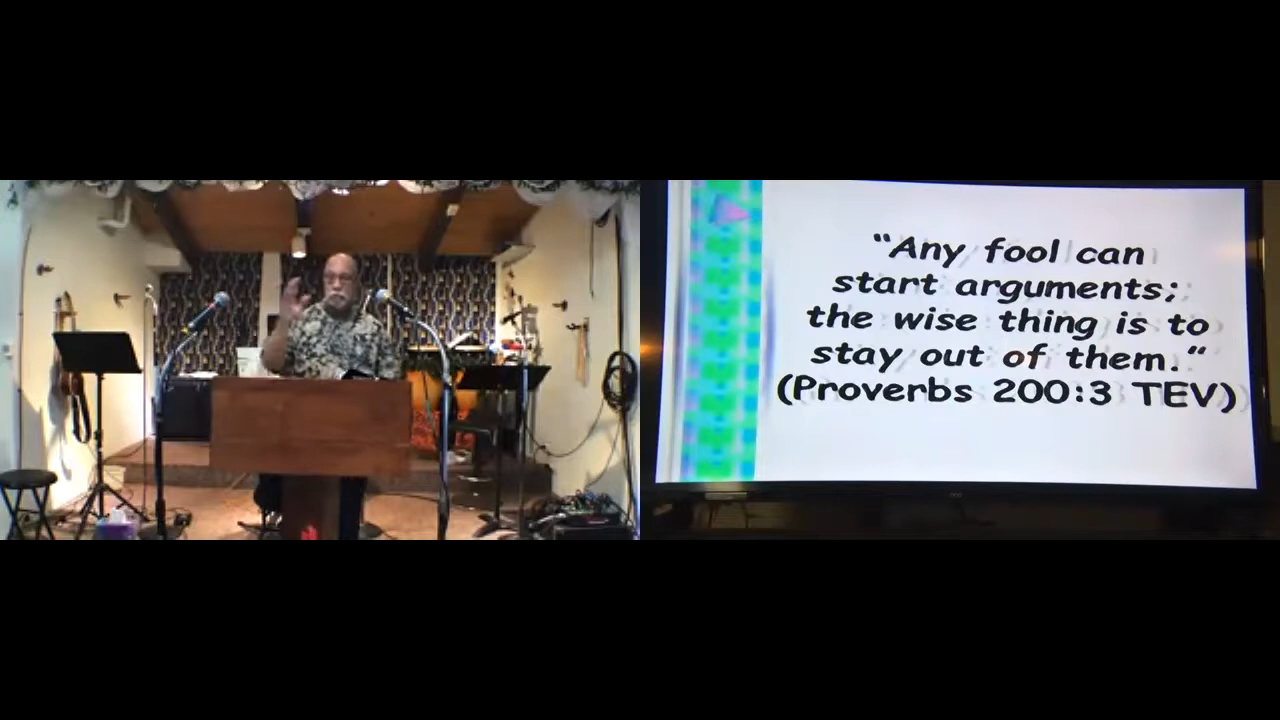 “Any fool can
start arguments;
the wise thing is to
stay out of them.“
(Proverbs 200:3 TEV)